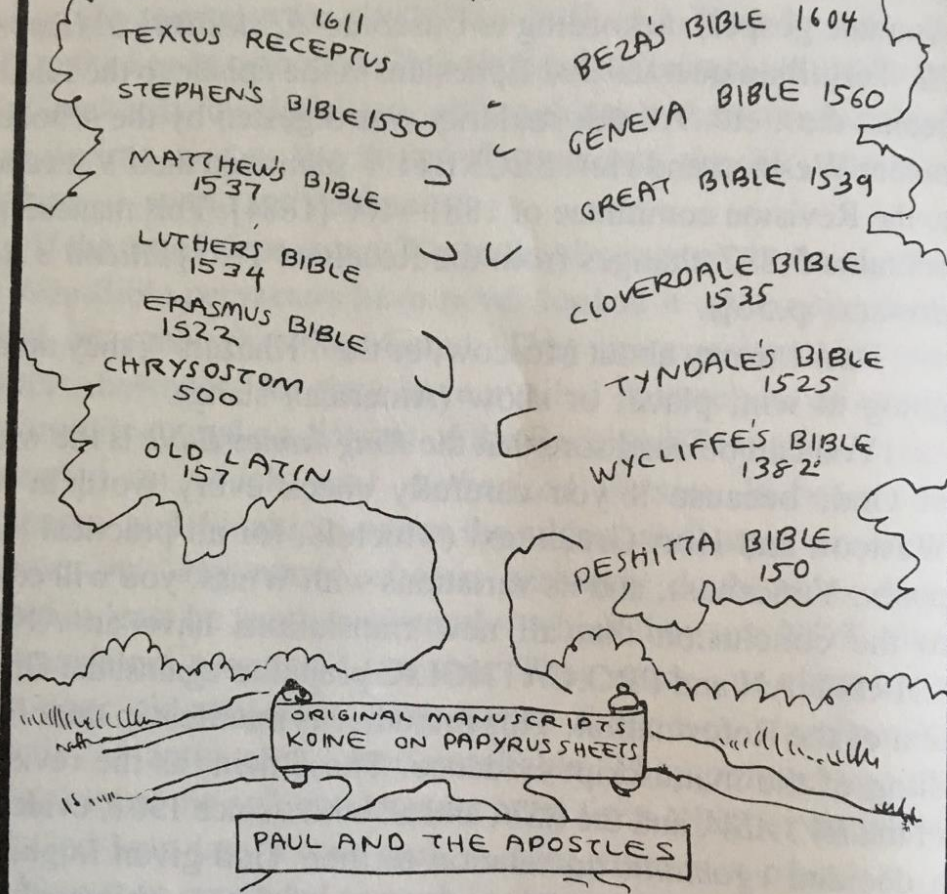 1611
TEXTUS RECEPTUS
STEPHEN'S BIBLE 1550
MATTHEW'S BIBLE
1537
LUTHER'S BIBLE
1534
ERASMUS BIBLE
1522
CHRYSOSTOM
500
OLD LATIN
157
BEZA'S BIBLE 1604
GENEVA BIBLE 1560
GREAT BIBLE 1539
CLOVERDALE BIBLE
1535
TYNDALE'S BIBLE
1525
WYCLIFFE'S BIBLE
1382
PESHITTA BIBLE
150
ORIGINAL MANUSCRIPTS
KOINE ON PAPYRUS SHEETS
PAUL AND THE APOSTLES